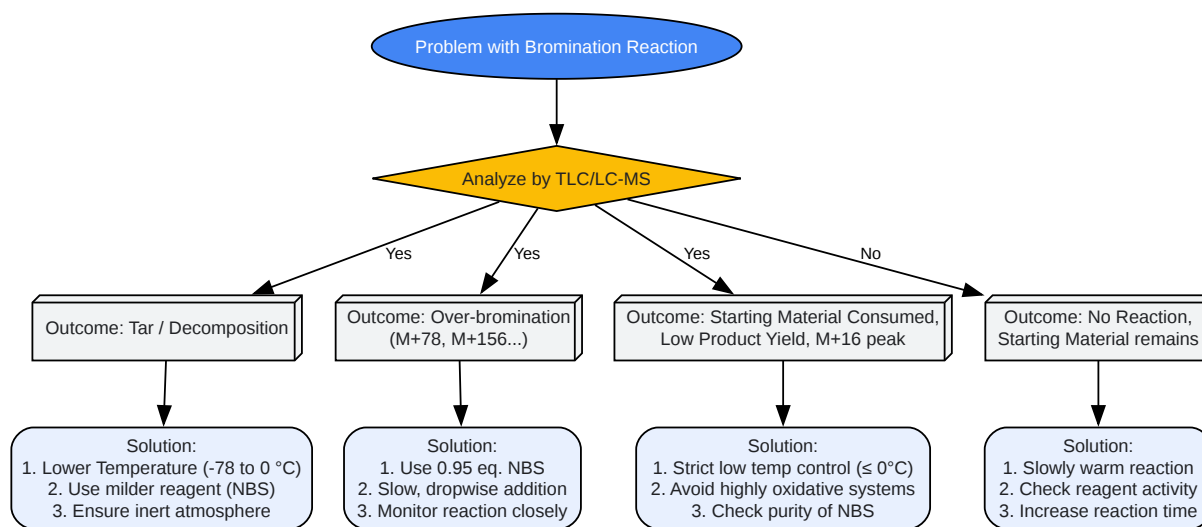 Problem with Bromination Reaction
Analyze by TLC/LC-MS
Yes
Yes
Yes
No
Outcome: Tar / Decomposition
Outcome: Over-bromination
(M+78, M+156...)
Outcome: Starting Material Consumed,
Low Product Yield, M+16 peak
Outcome: No Reaction,
Starting Material remains
Solution:
1. Lower Temperature (-78 to 0 °C)
2. Use milder reagent (NBS)
3. Ensure inert atmosphere
Solution:
1. Use 0.95 eq. NBS
2. Slow, dropwise addition
3. Monitor reaction closely
Solution:
1. Strict low temp control (≤ 0°C)
2. Avoid highly oxidative systems
3. Check purity of NBS
Solution:
1. Slowly warm reaction
2. Check reagent activity
3. Increase reaction time